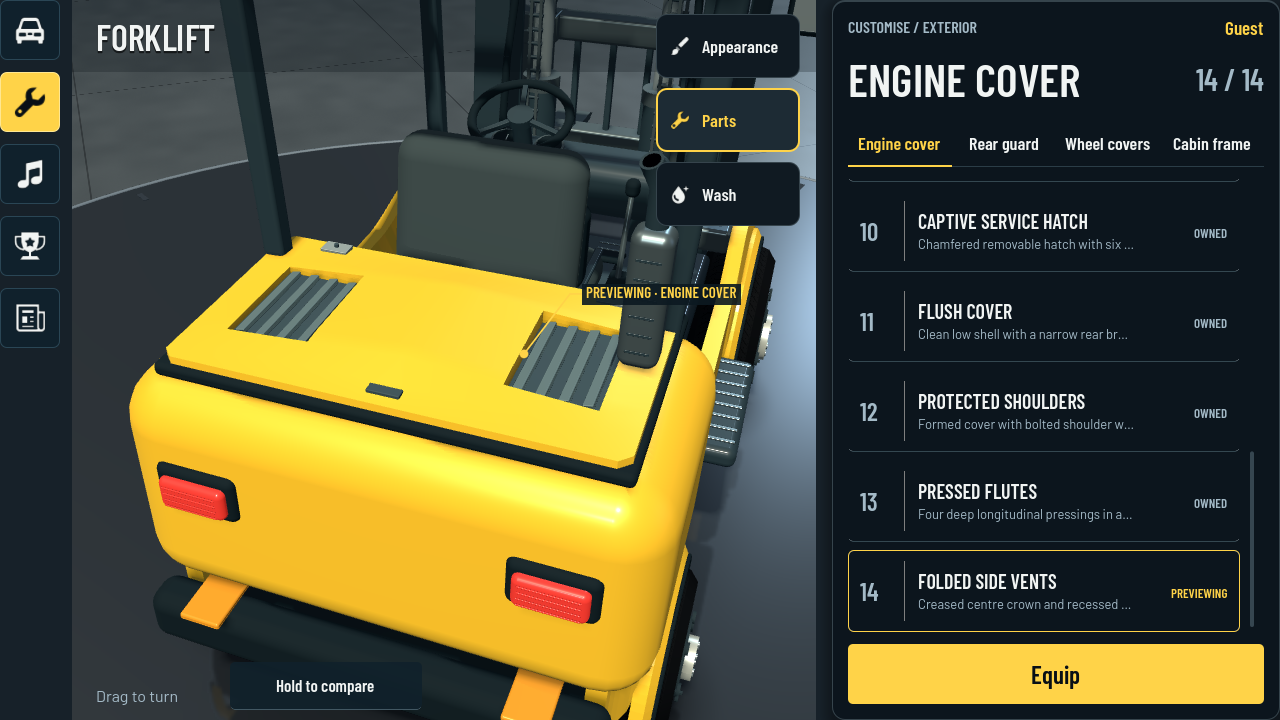 FORKLIFT
Appearance
Parts
Wash
PREVIEWING · ENGINE COVER
Drag to turn
Hold to compare
CUSTOMISE / EXTERIOR
Guest
ENGINE COVER
14 / 14
Engine cover
Rear guard
Wheel covers
Cabin frame
10
CAPTIVE SERVICE HATCH
Chamfered removable hatch with six ...
OWNED
11
FLUSH COVER
Clean low shell with a narrow rear br...
OWNED
12
PROTECTED SHOULDERS
Formed cover with bolted shoulder w...
OWNED
13
PRESSED FLUTES
Four deep longitudinal pressings in a...
OWNED
14
FOLDED SIDE VENTS
Creased centre crown and recessed ...
PREVIEWING
Equip